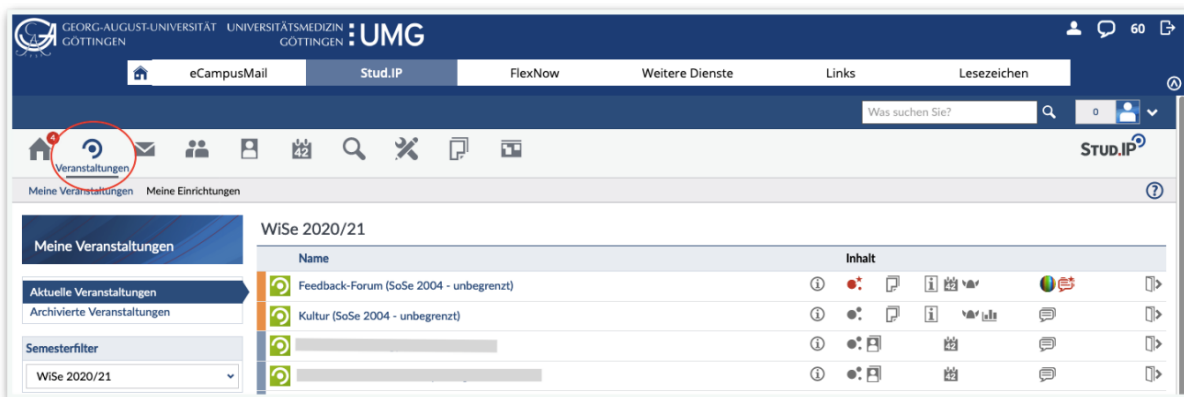 GEORG-AUGUST-UNIVERSITÄT GÖTTINGEN
UNIVERSITÄTSMEDIZIN GÖTTINGEN : UMG
60
eCampusMail Stud.IP FlexNow Weitere Dienste Links Lesezeichen
Was suchen Sie? 0
4
42
Veranstaltungen
STUD.IP
Meine Veranstaltungen Meine Einrichtungen ?
Meine Veranstaltungen
Aktuelle Veranstaltungen
Archivierte Veranstaltungen
Semesterfilter
WiSe 2020/21
WiSe 2020/21
Name Inhalt
Feedback-Forum (SoSe 2004 - unbegrenzt)
Kultur (SoSe 2004 - unbegrenzt)